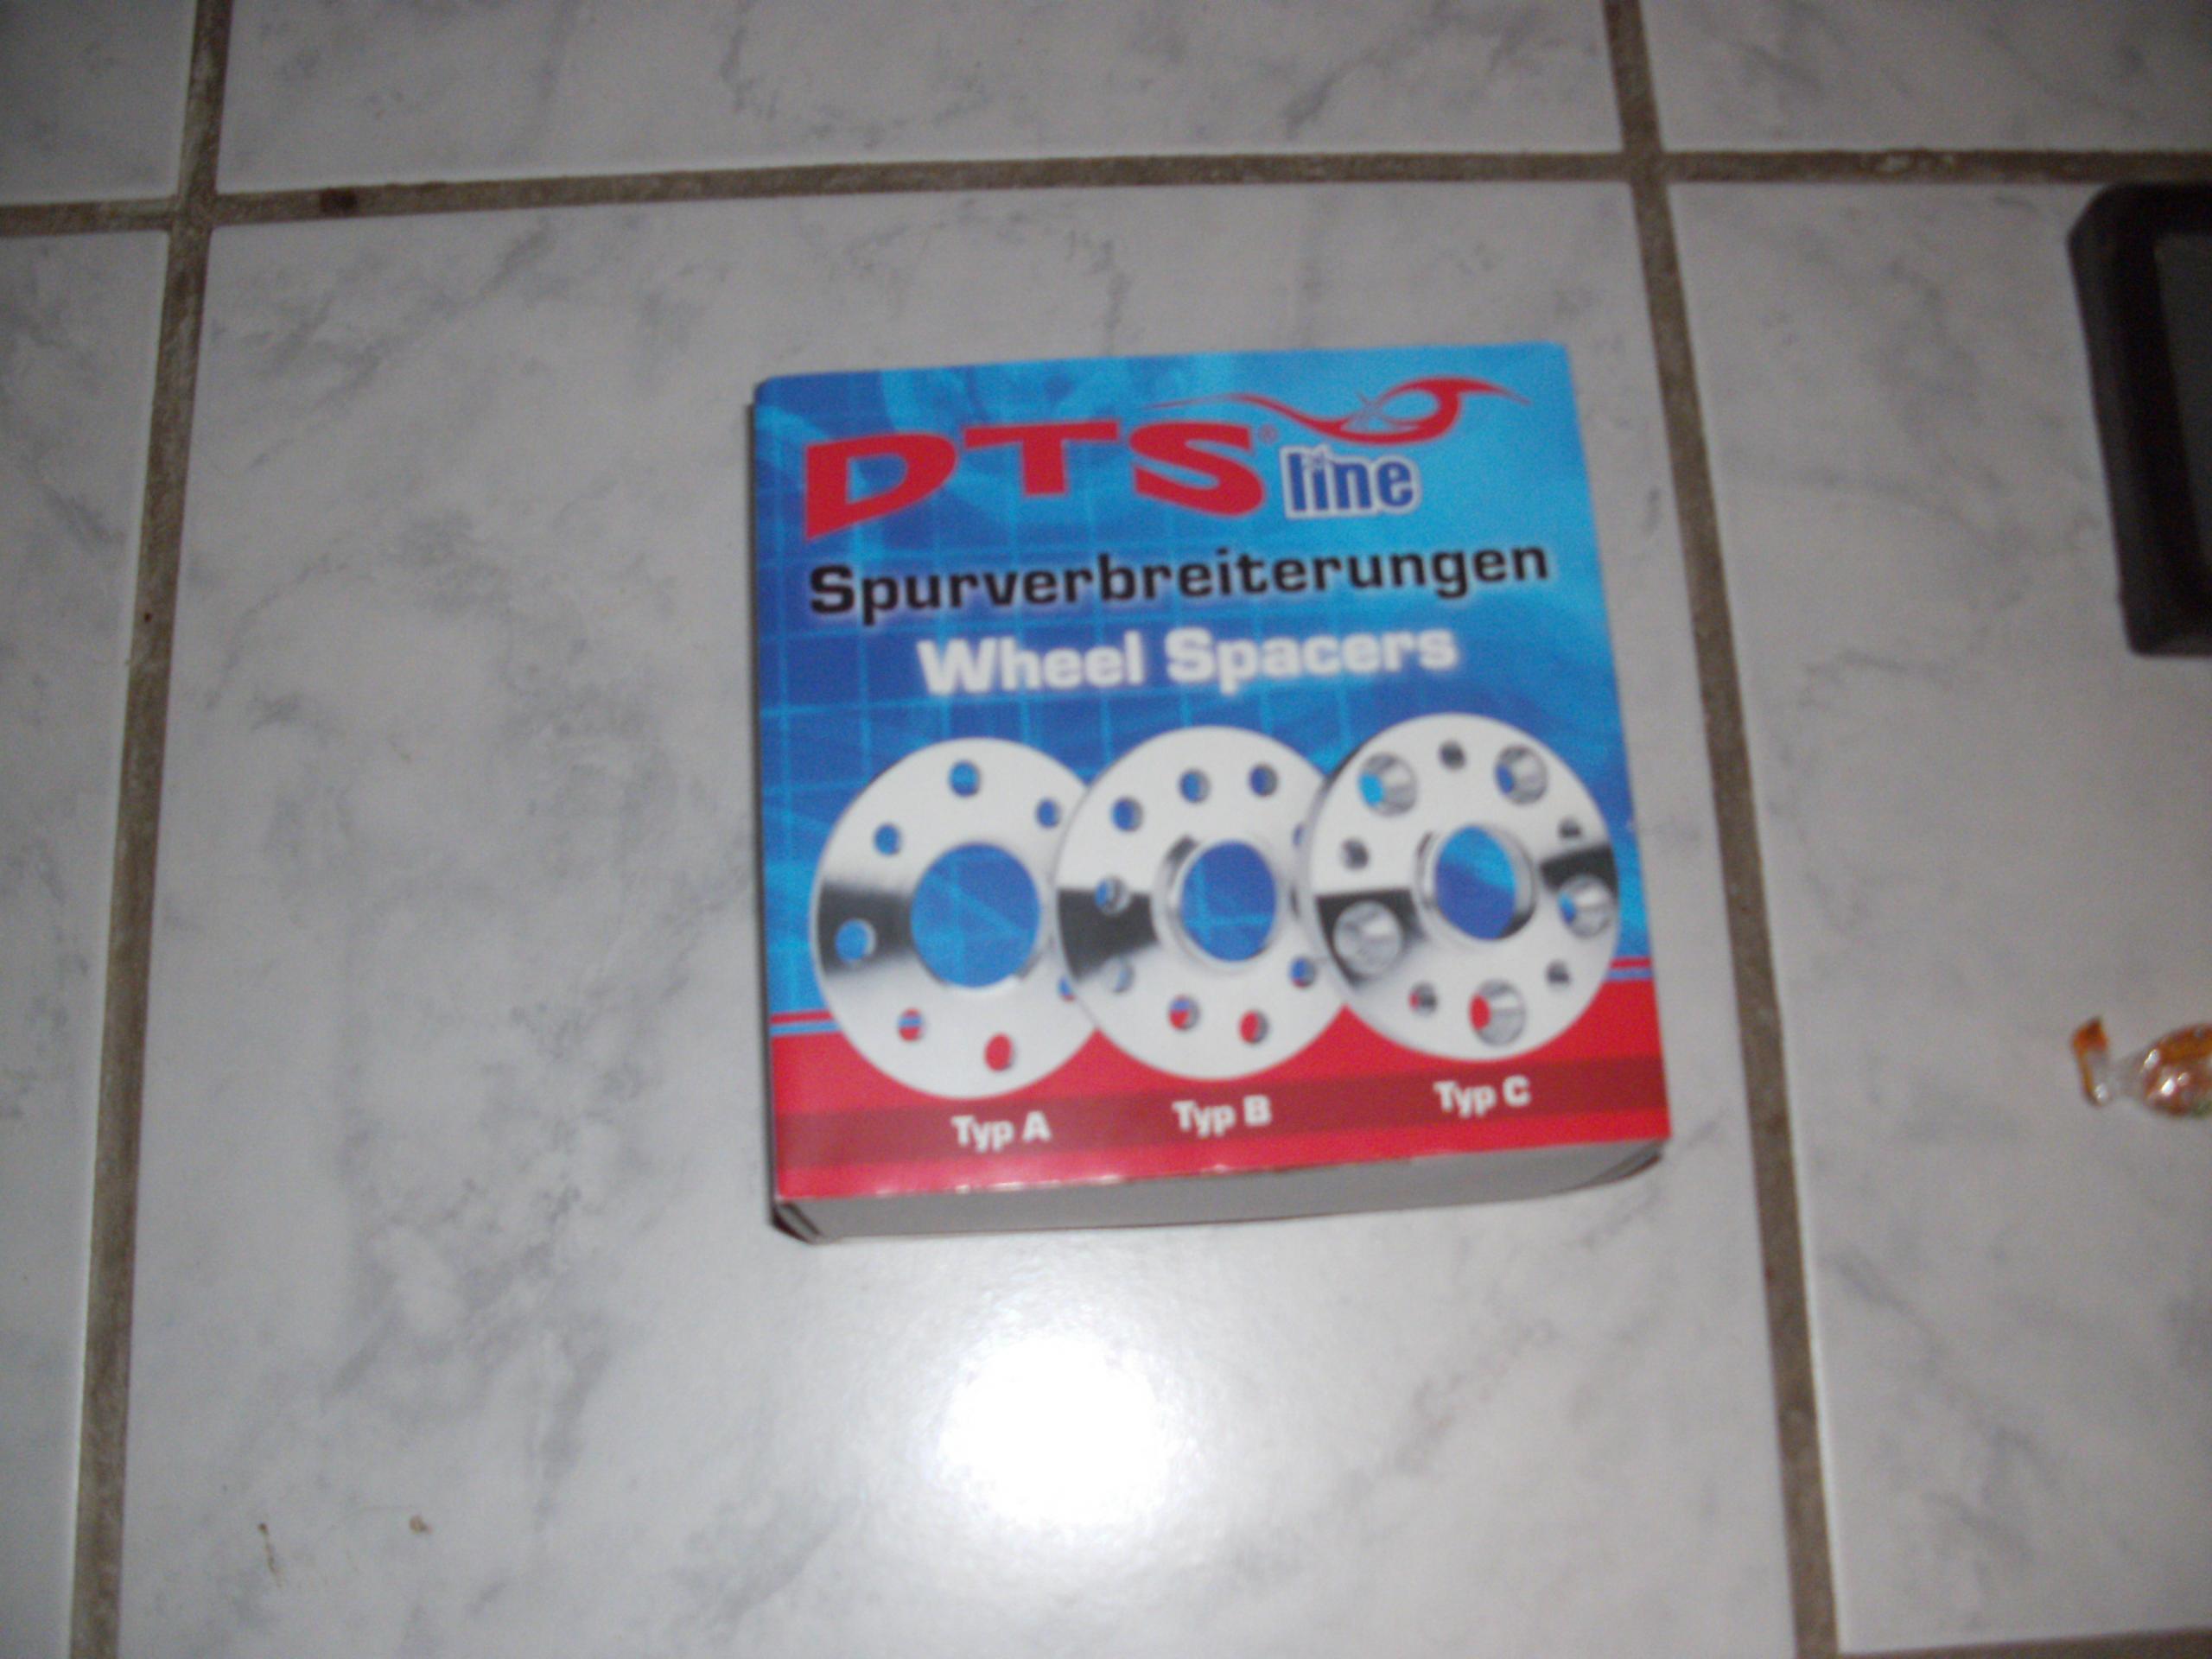 DTS® line
Spurverbreiterungen
Wheel Spacers
Typ A Typ B Typ C